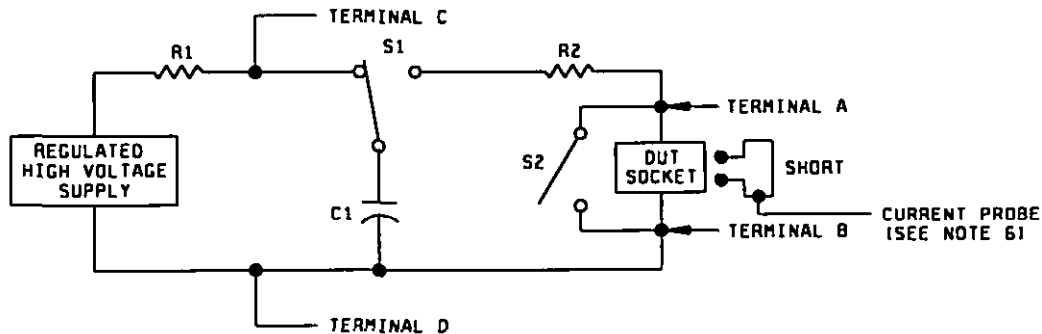 TERMINAL C
R1
S1
R2
TERMINAL A
REGULATED
HIGH VOLTAGE
SUPPLY
S2
DUT
SOCKET
SHORT
C1
TERMINAL B
CURRENT PROBE
(SEE NOTE 6)
TERMINAL D